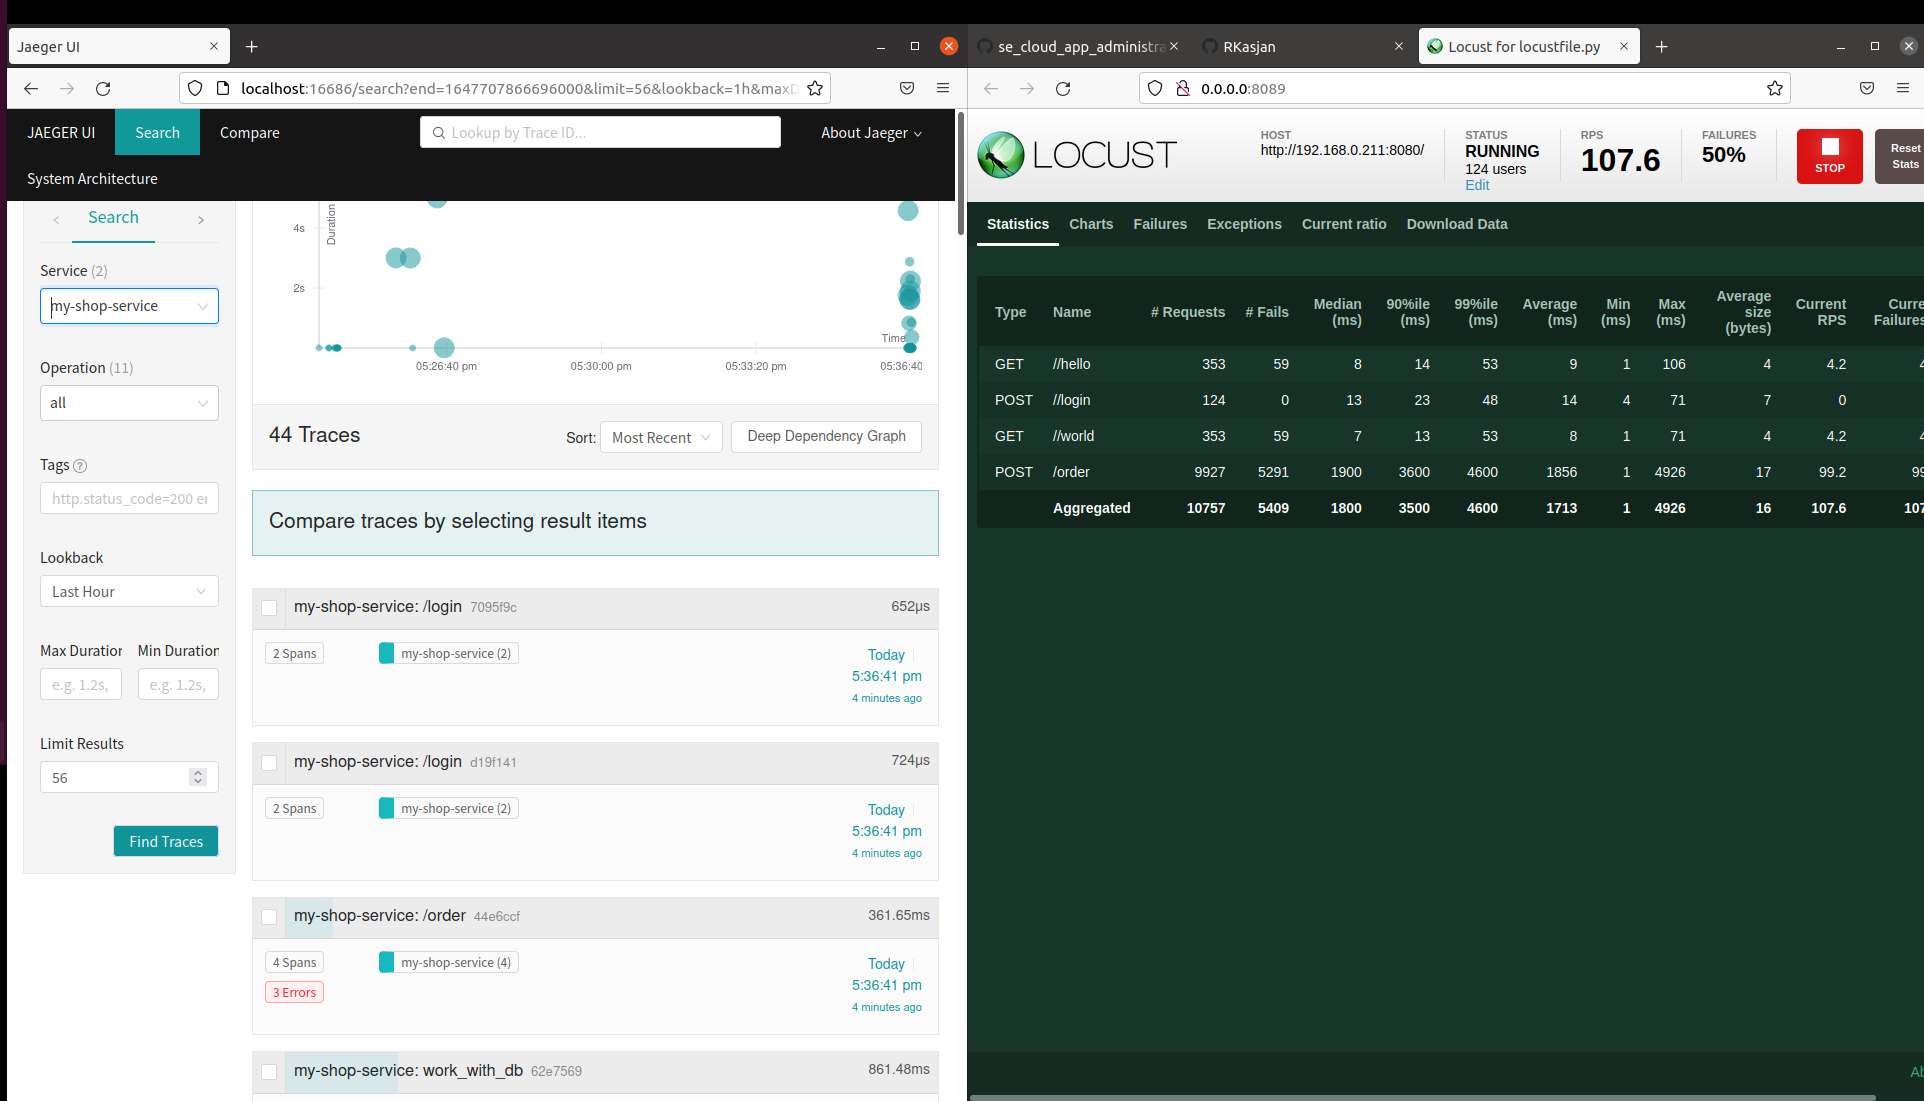 Jaeger UI
localhost:16686/search?end=1647707866696000&limit=56&lookback=1h&maxD
JAEGER UI
Search
Compare
Lookup by Trace ID...
About Jaeger
System Architecture
Search
Service (2)
my-shop-service
Operation (11)
all
Tags
?
http.status_code=200 er
Lookback
Last Hour
Max Duration
Min Duration
e.g. 1.2s,
e.g. 1.2s,
Limit Results
56
Find Traces
Duration
4s
2s
Time
05:26:40 pm
05:30:00 pm
05:33:20 pm
05:36:40
44 Traces
Sort:
Most Recent
Deep Dependency Graph
Compare traces by selecting result items
my-shop-service: /login 7095f9c
652μs
2 Spans
my-shop-service (2)
Today
5:36:41 pm
4 minutes ago
my-shop-service: /login d19f141
724μs
2 Spans
my-shop-service (2)
Today
5:36:41 pm
4 minutes ago
my-shop-service: /order 44e6ccf
361.65ms
4 Spans
my-shop-service (4)
3 Errors
Today
5:36:41 pm
4 minutes ago
my-shop-service: work_with_db 62e7569
861.48ms
se_cloud_app_administra
RKasjan
Locust for locustfile.py
0.0.0.0:8089
LOCUST
HOST
http://192.168.0.211:8080/
STATUS
RUNNING
124 users
Edit
RPS
107.6
FAILURES
50%
STOP
Reset
Stats
Statistics Charts Failures Exceptions Current ratio Download Data
Type Name # Requests # Fails Median (ms) 90%ile (ms) 99%ile (ms) Average (ms) Min (ms) Max (ms) Average size (bytes) Current RPS Curre Failures
GET //hello 353 59 8 14 53 9 1 106 4 4.2 4
POST //login 124 0 13 23 48 14 4 71 7 0
GET //world 353 59 7 13 53 8 1 71 4 4.2 4
POST /order 9927 5291 1900 3600 4600 1856 1 4926 17 99.2 99
Aggregated 10757 5409 1800 3500 4600 1713 1 4926 16 107.6 107
Ab